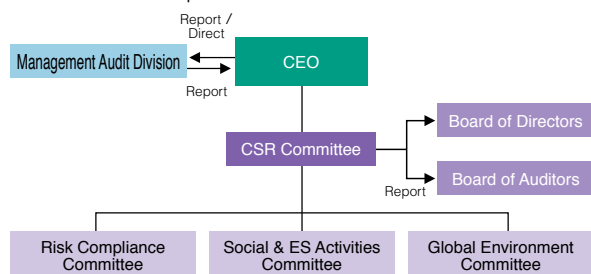 Report /
Direct
Management Audit Division
CEO
Report
Board of Directors
CSR Committee
Board of Auditors
Report
Risk Compliance
Committee
Social & ES Activities
Committee
Global Environment
Committee